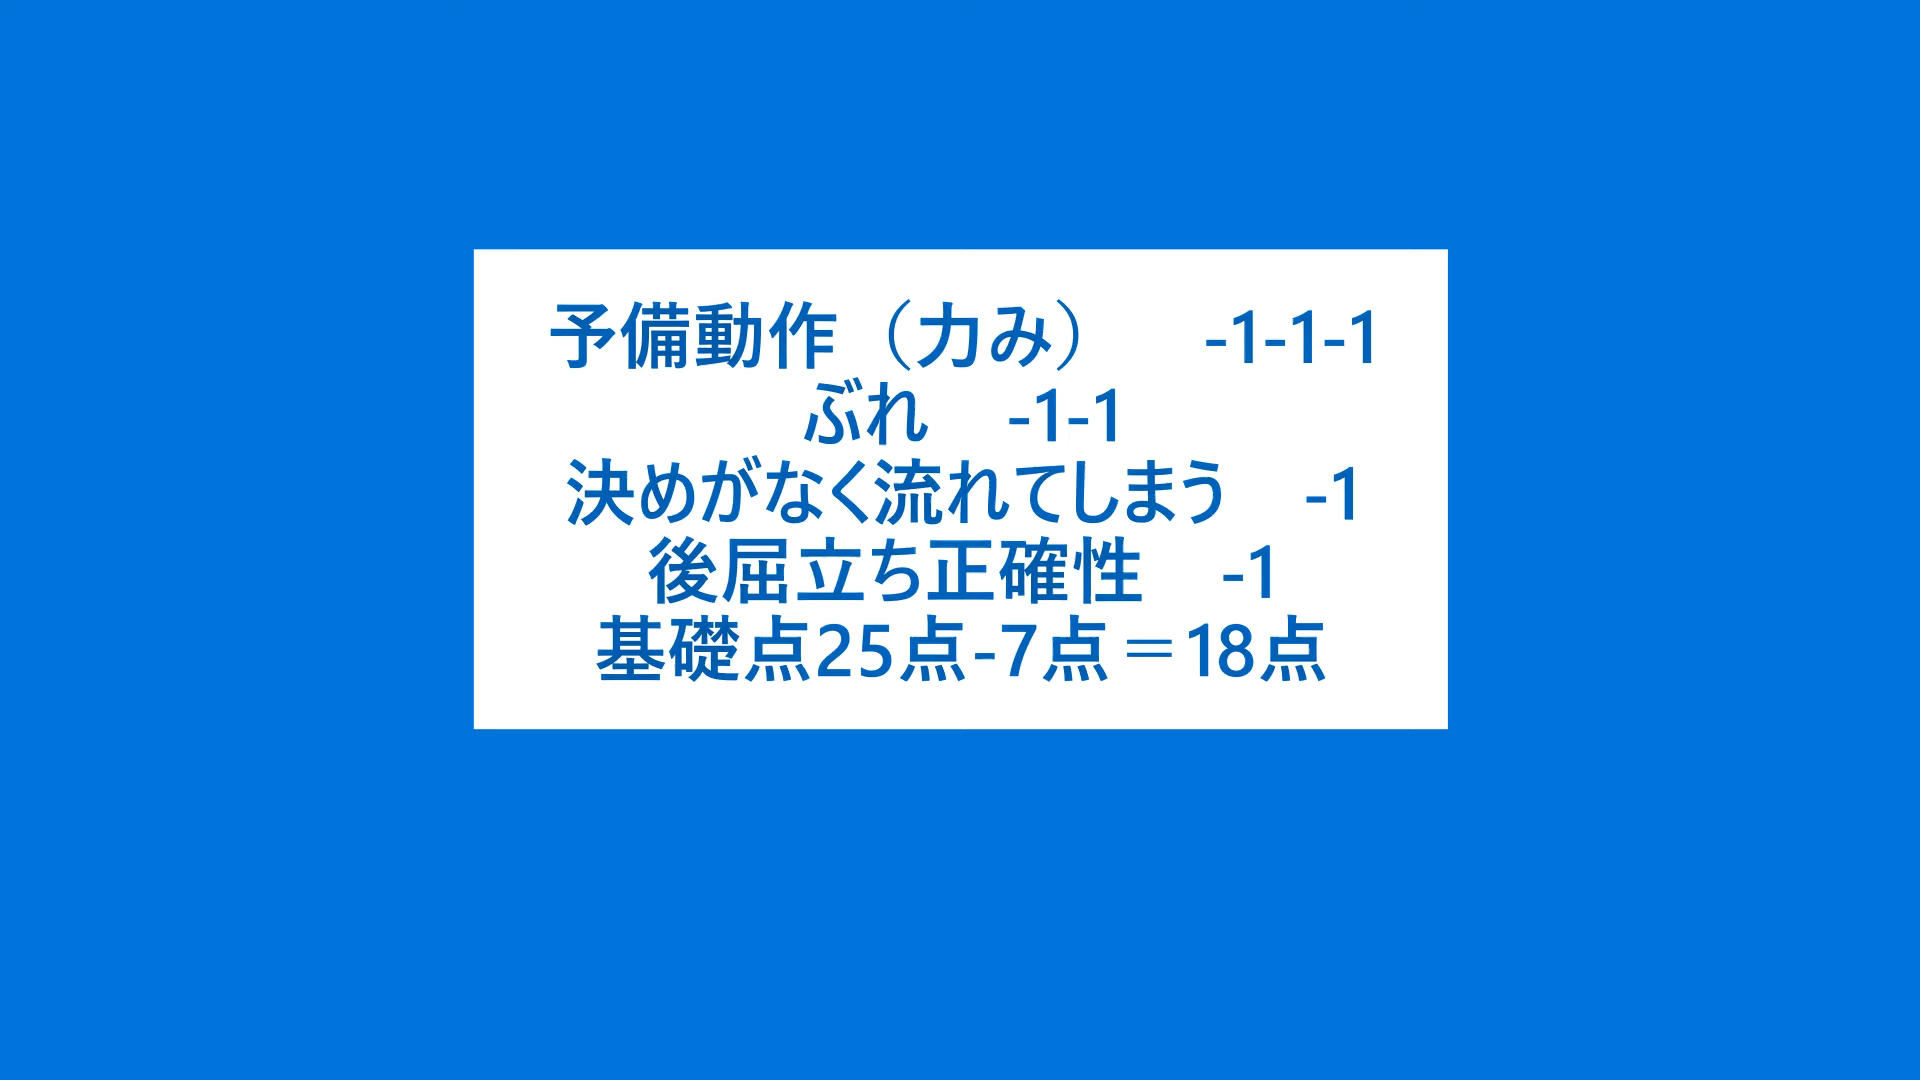 予備動作（力み）　-1-1-1
ぶれ　-1-1
決めがなく流れてしまう　-1
後屈立ち正確性　-1
基礎点25点-7点＝18点